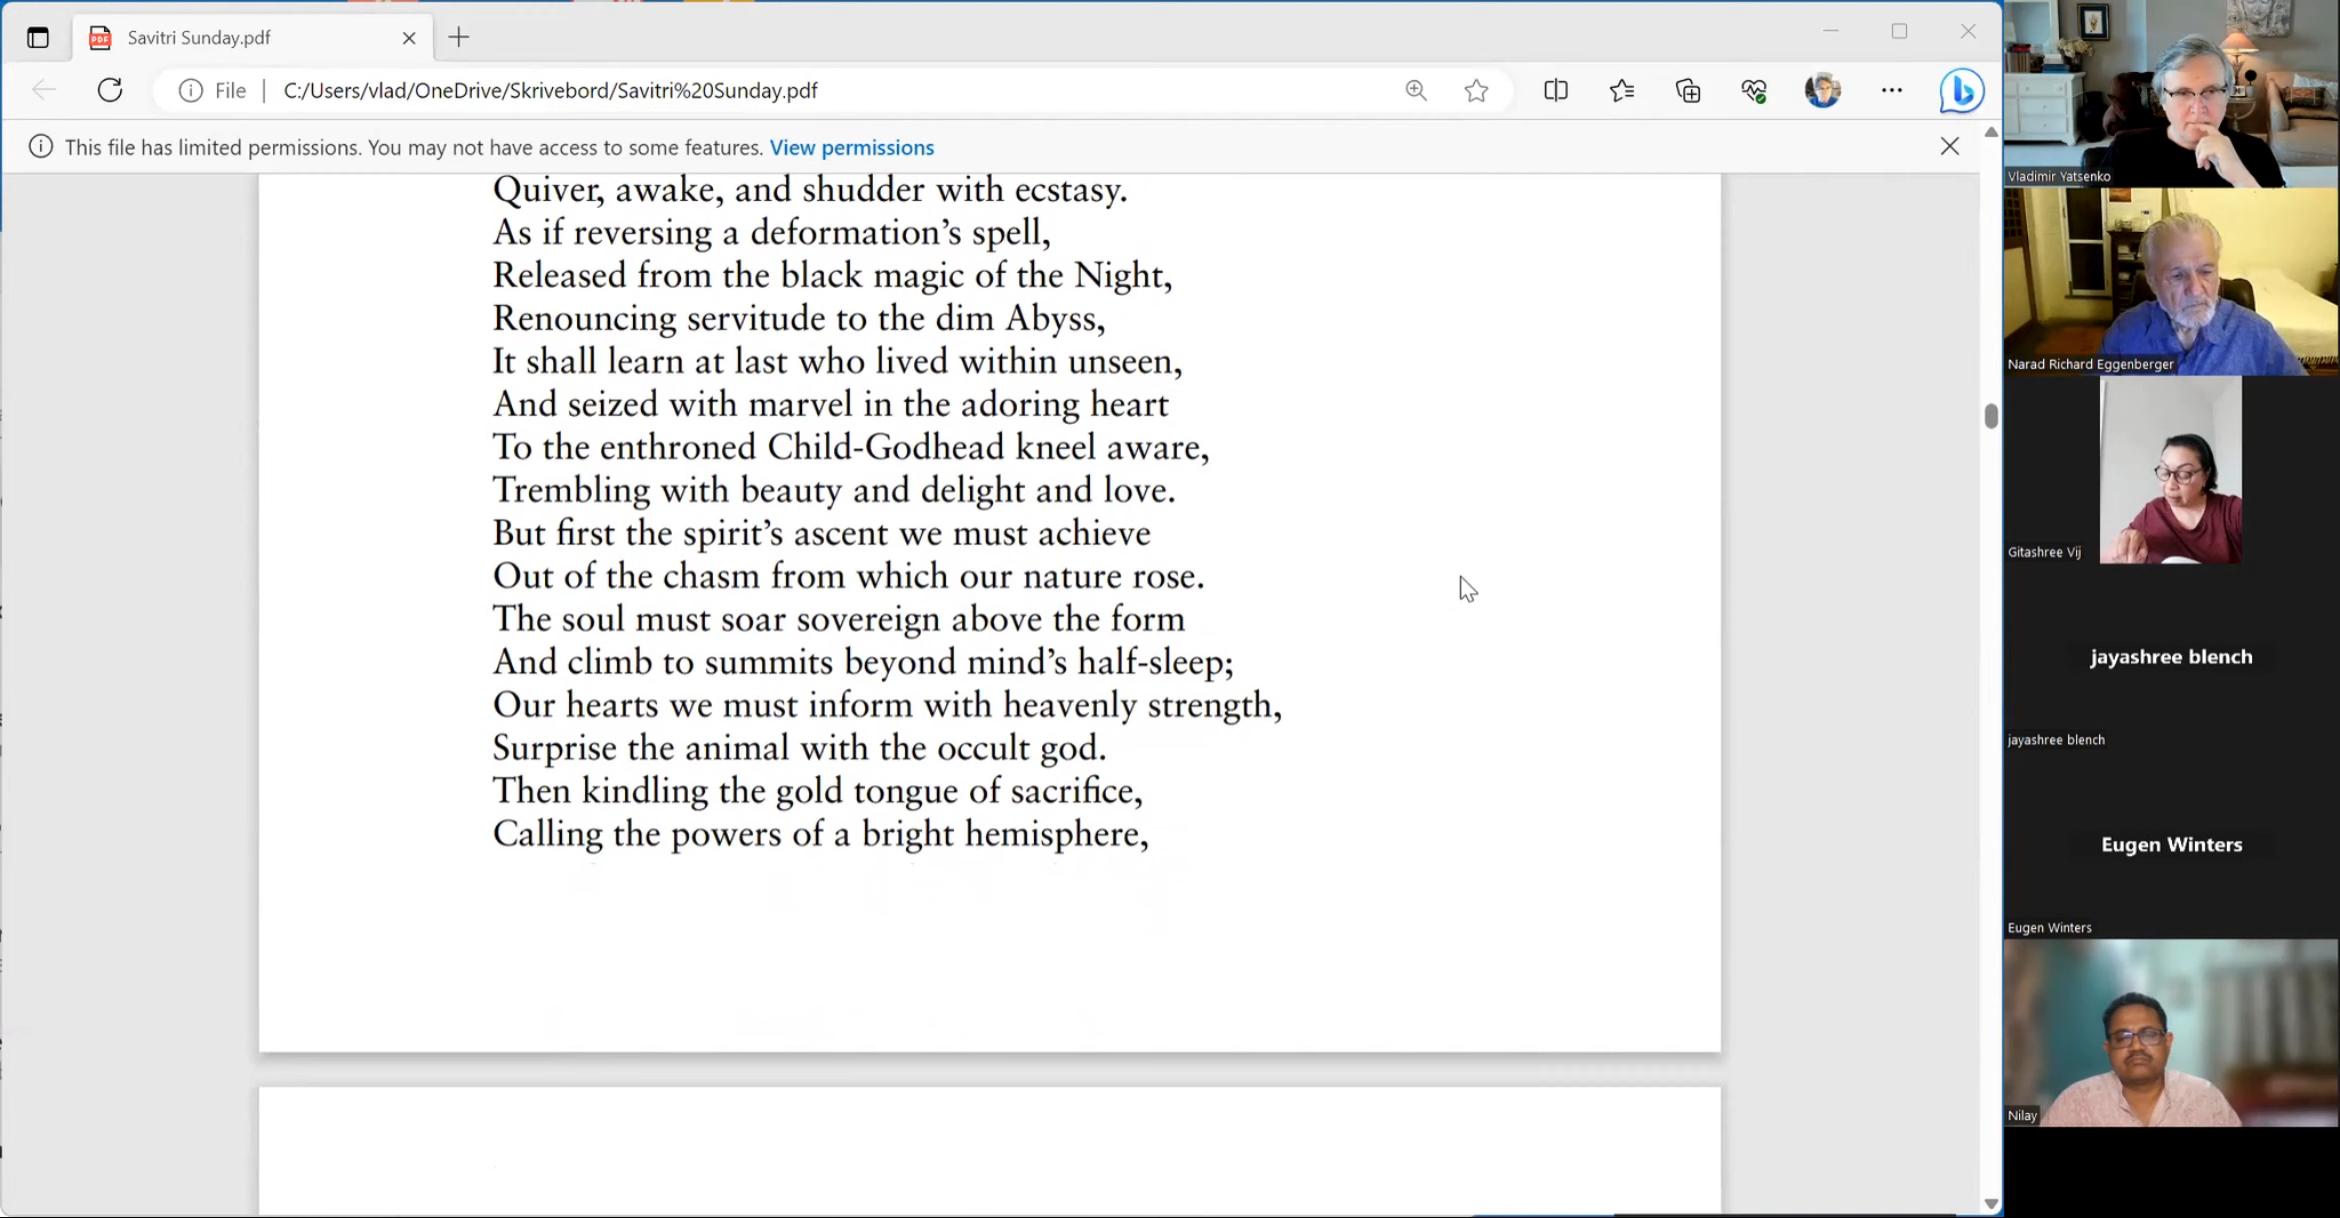 Savitri Sunday.pdf
File
C:/Users/vlad/OneDrive/Skrivebord/Savitri%20Sunday.pdf
This file has limited permissions. You may not have access to some features. View permissions
Quiver, awake, and shudder with ecstasy.
As if reversing a deformation’s spell,
Released from the black magic of the Night,
Renouncing servitude to the dim Abyss,
It shall learn at last who lived within unseen,
And seized with marvel in the adoring heart
To the enthroned Child-Godhead kneel aware,
Trembling with beauty and delight and love.
But first the spirit’s ascent we must achieve
Out of the chasm from which our nature rose.
The soul must soar sovereign above the form
And climb to summits beyond mind’s half-sleep;
Our hearts we must inform with heavenly strength,
Surprise the animal with the occult god.
Then kindling the gold tongue of sacrifice,
Calling the powers of a bright hemisphere,
Vladimir Yatsenko
Narad Richard Eggenberger
Gitashree Vij
jayashree blench
jayashree blench
Eugen Winters
Eugen Winters
Nilay